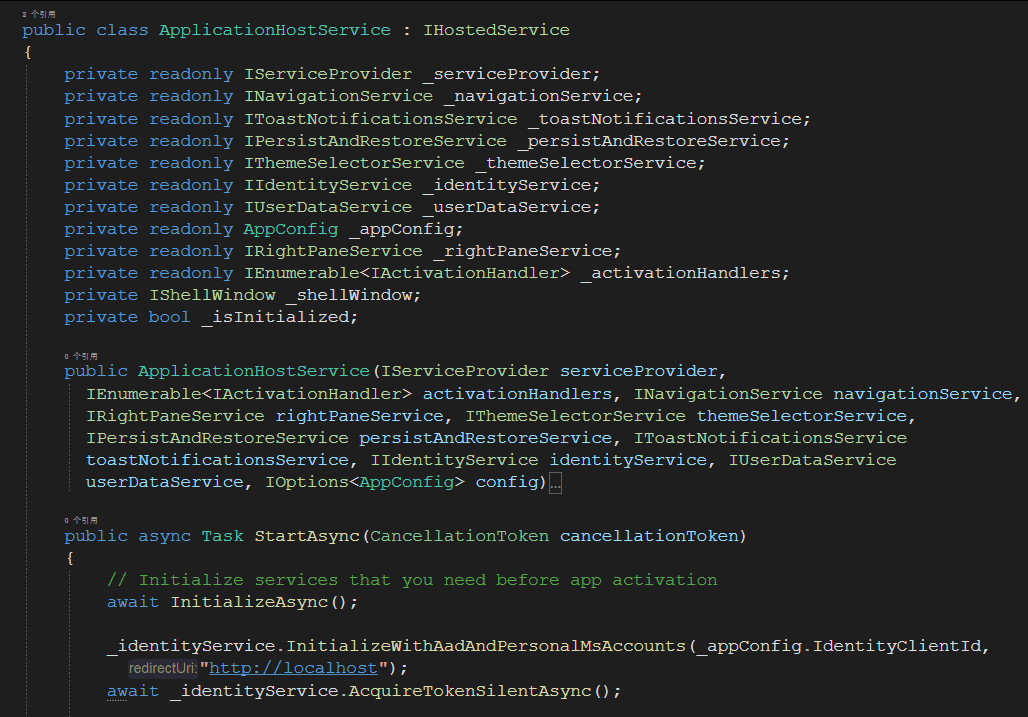 2 个引用
public class ApplicationHostService : IHostedService
{
private readonly IServiceProvider _serviceProvider;
private readonly INavigationService _navigationService;
private readonly IToastNotificationsService _toastNotificationsService;
private readonly IPersistAndRestoreService _persistAndRestoreService;
private readonly IThemeSelectorService _themeSelectorService;
private readonly IIdentityService _identityService;
private readonly IUserDataService _userDataService;
private readonly AppConfig _appConfig;
private readonly IRightPaneService _rightPaneService;
private readonly IEnumerable<IActivationHandler> _activationHandlers;
private IShellWindow _shellWindow;
private bool _isInitialized;
0 个引用
public ApplicationHostService(IServiceProvider serviceProvider,
IEnumerable<IActivationHandler> activationHandlers, INavigationService navigationService,
IRightPaneService rightPaneService, IThemeSelectorService themeSelectorService,
IPersistAndRestoreService persistAndRestoreService, IToastNotificationsService
toastNotificationsService, IIdentityService identityService, IUserDataService
userDataService, IOptions<AppConfig> config)...
0 个引用
public async Task StartAsync(CancellationToken cancellationToken)
{
// Initialize services that you need before app activation
await InitializeAsync();
_identityService.InitializeWithAadAndPersonalMsAccounts(_appConfig.IdentityClientId,
redirectUri:"http://localhost");
await _identityService.AcquireTokenSilentAsync();